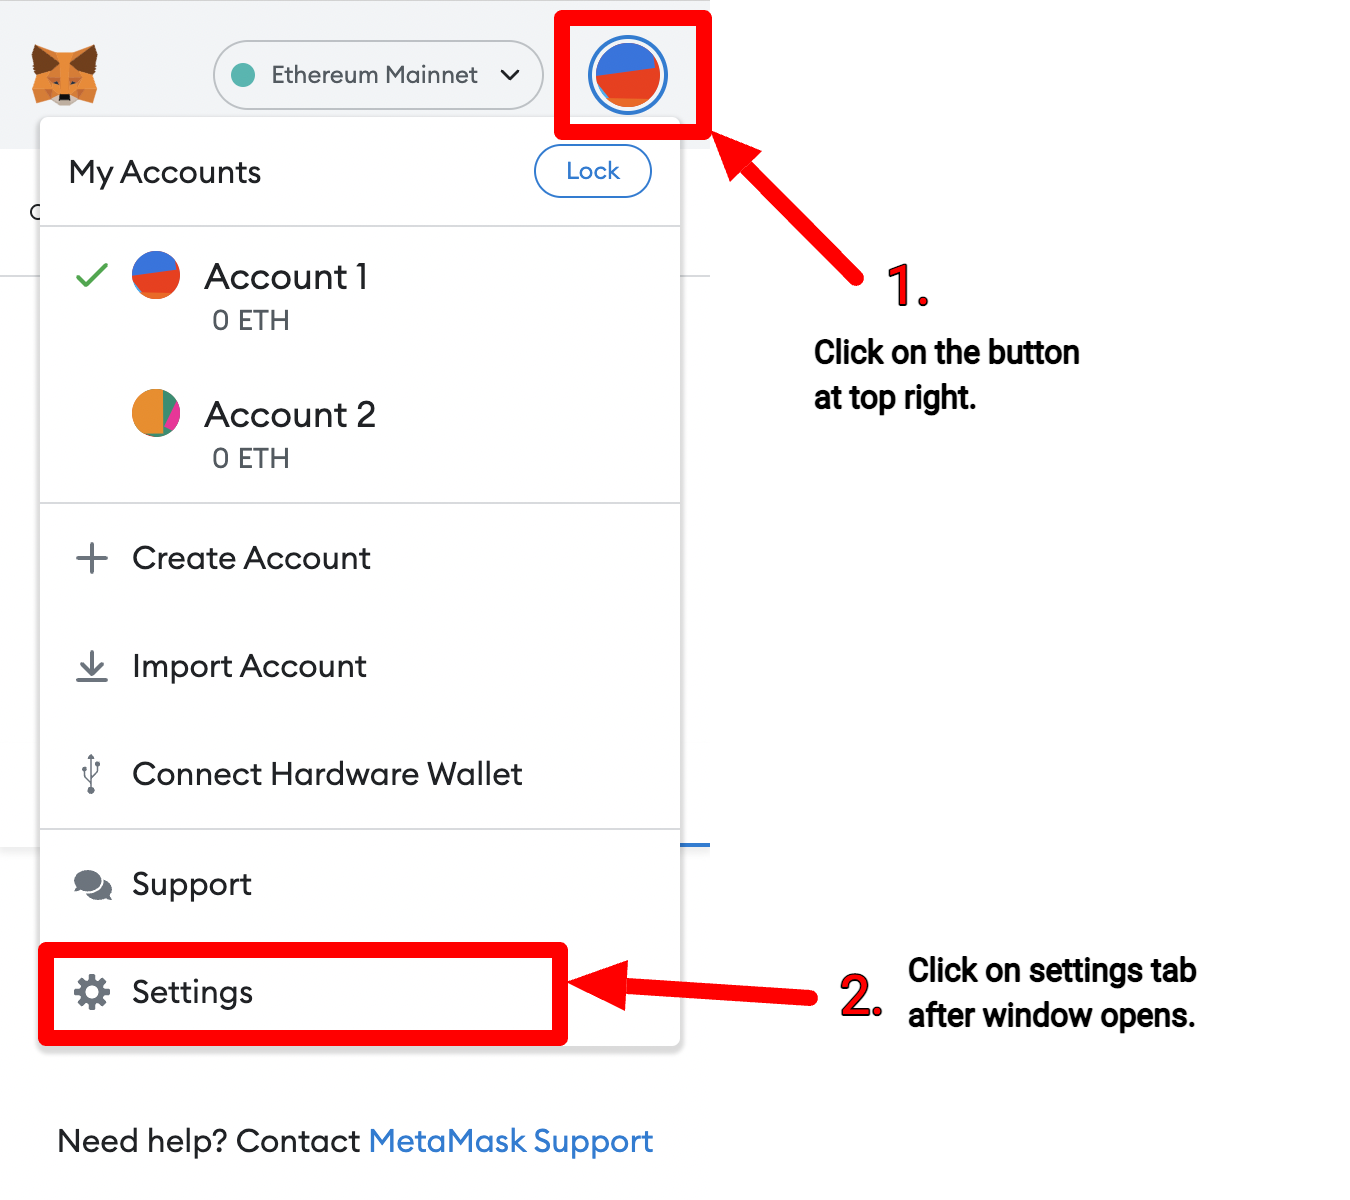 Ethereum Mainnet
My Accounts
Lock
Account 1
0 ETH
Account 2
0 ETH
Create Account
Import Account
Connect Hardware Wallet
Support
Settings
1.
Click on the button
at top right.
2.
Click on settings tab
after window opens.
Need help? Contact MetaMask Support